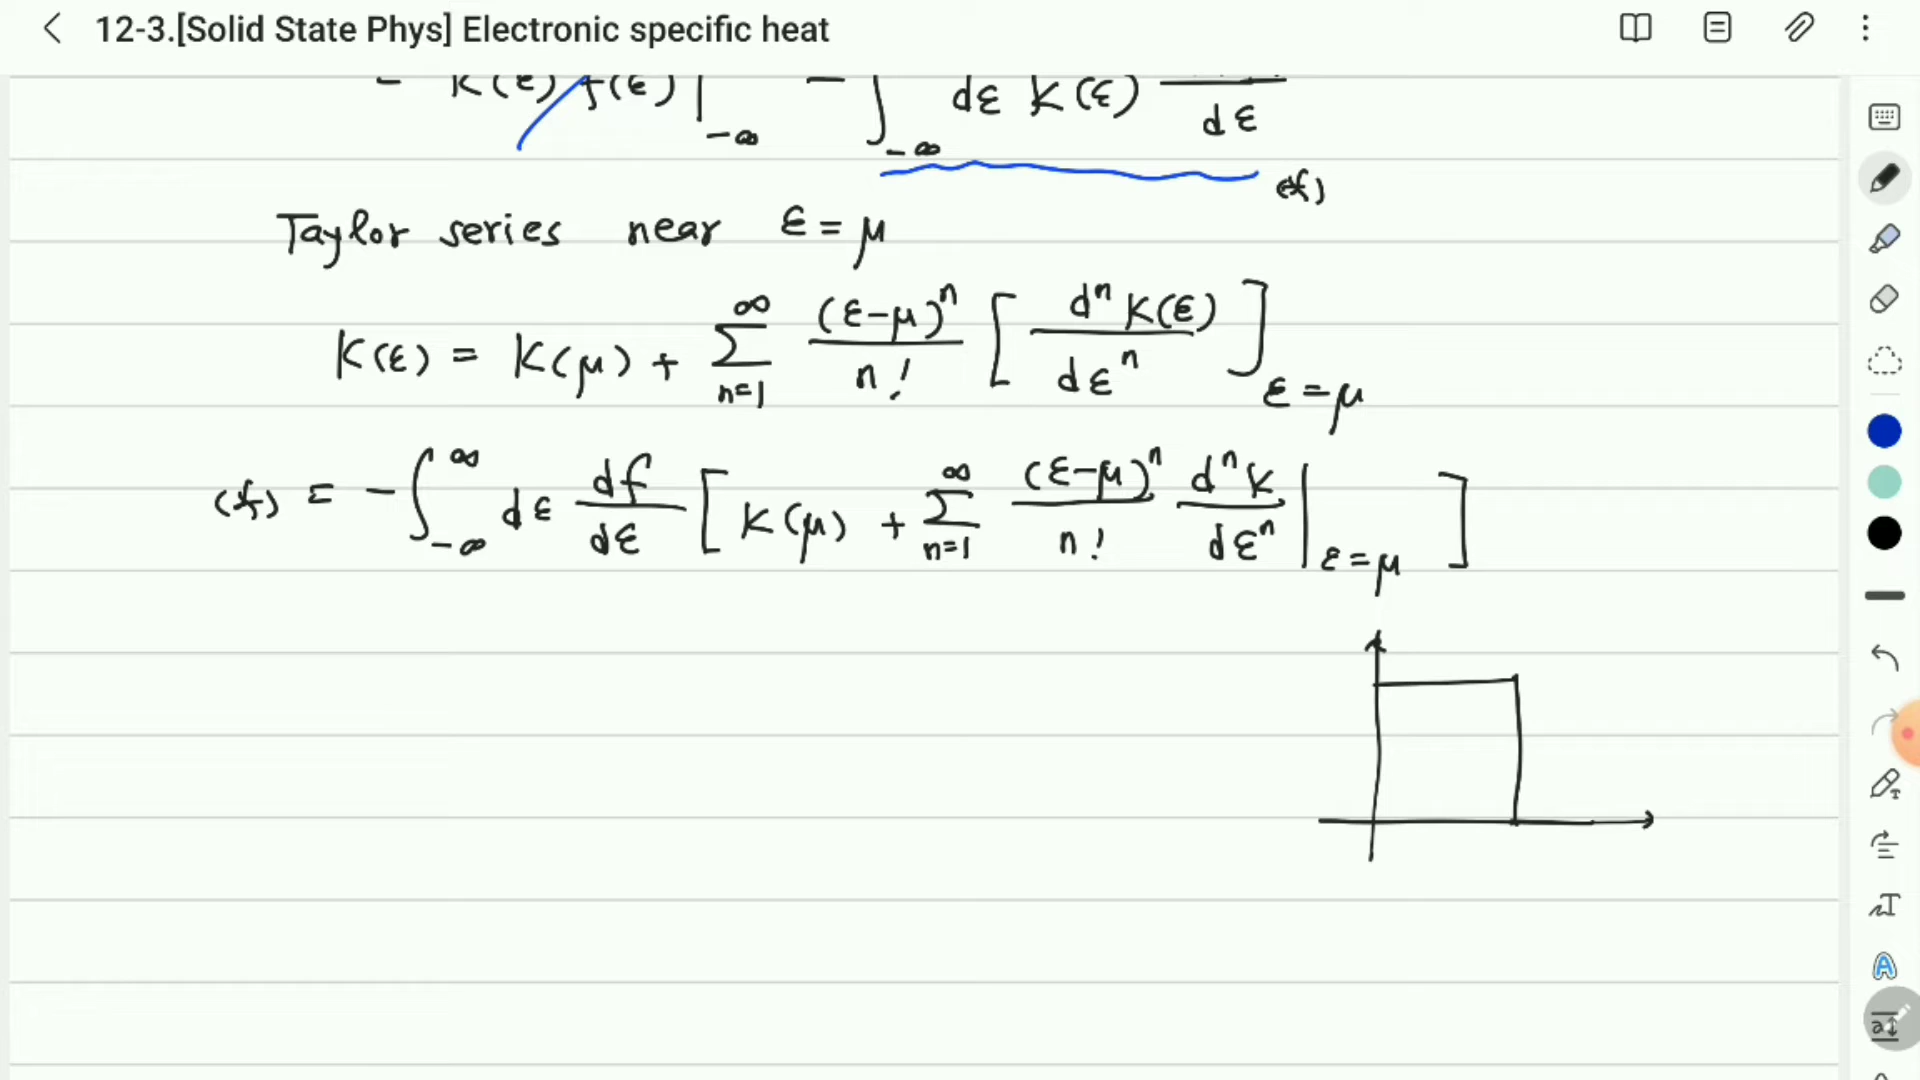 12-3.[Solid State Phys] Electronic specific heat
= K(ε) f(ε) |_{-∞} - ∫_{-∞} dε K(ε) ― / dε
(*)
Taylor series near ε = μ
K(ε) = K(μ) + Σ_{n=1}^{∞} (ε-μ)^n / n! [ d^n K(ε) / dε^n ]_{ε=μ}
(*) = - ∫_{-∞}^{∞} dε df/dε [ K(μ) + Σ_{n=1}^{∞} (ε-μ)^n / n! d^n K / dε^n |_{ε=μ} ]